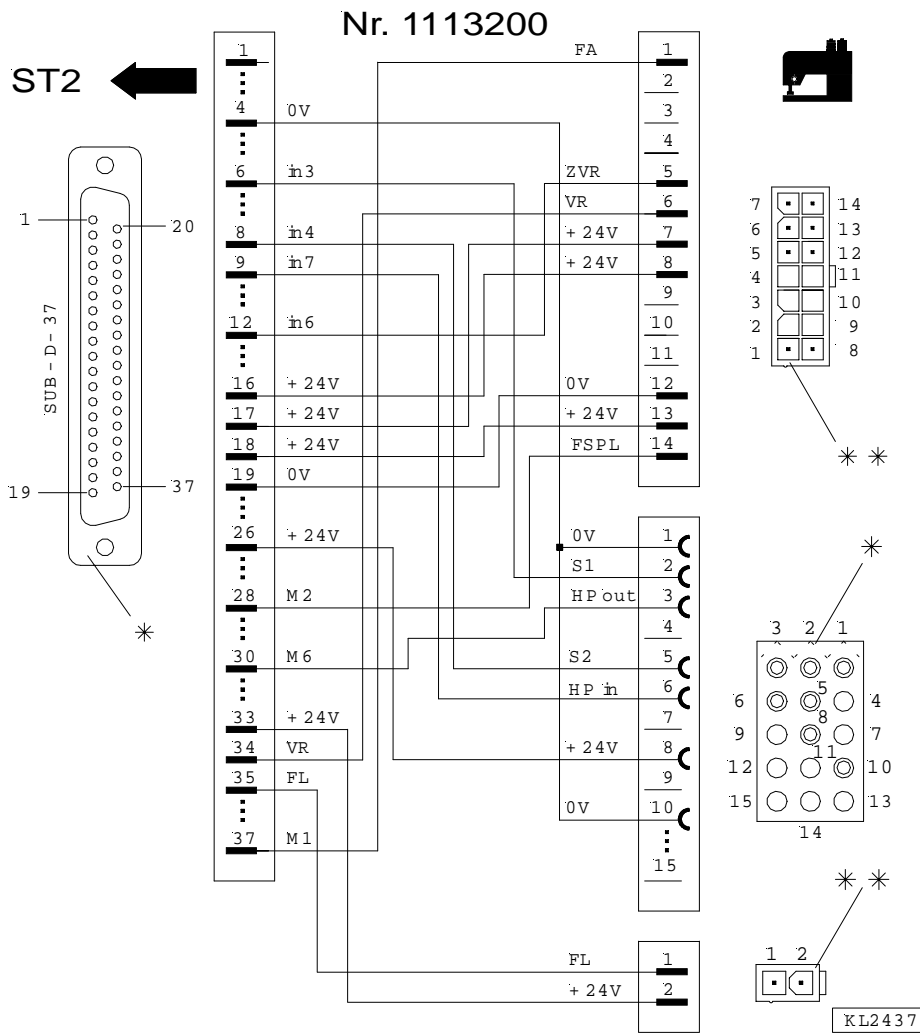 Nr. 1113200
ST2
SUB-D-37
1
20
19
37
*
1
4 0V
6 in3
8 in4
9 in7
12 in6
16 +24V
17 +24V
18 +24V
19 0V
26 +24V
28 M2
30 M6
33 +24V
34 VR
35 FL
37 M1
FA 1
2
3
4
ZVR 5
VR 6
+24V 7
+24V 8
9
10
11
0V 12
+24V 13
FSPL 14
0V 1
S1 2
HP out 3
4
S2 5
HP in 6
7
+24V 8
9
0V 10
15
FL 1
+24V 2
7 14
6 13
5 12
4 11
3 10
2 9
1 8
* *
*
3 2 1
6 5 4
9 8 7
12 11 10
15 13
14
* *
1 2
KL2437